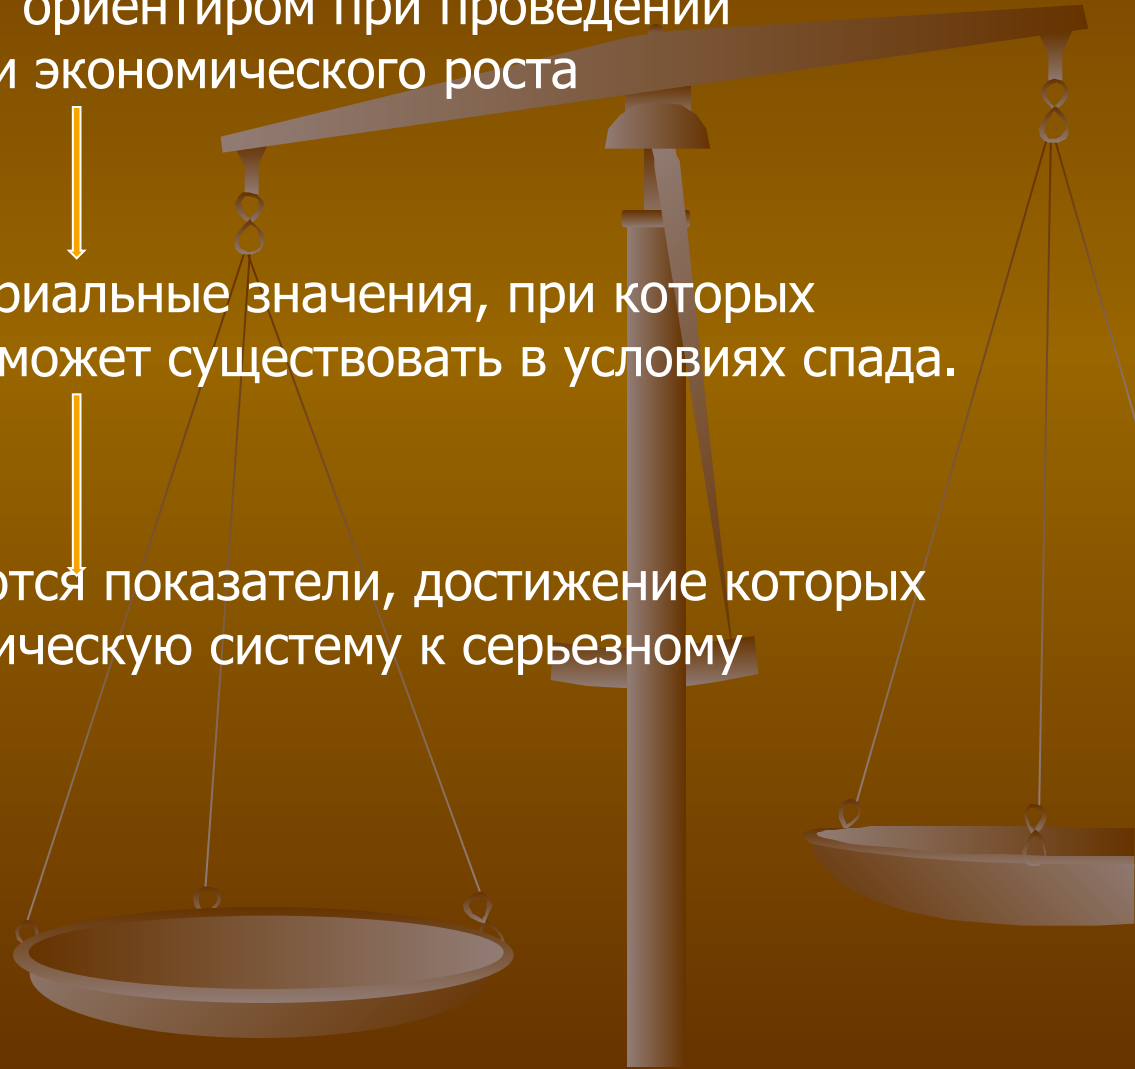 ориентиром при проведении
и экономического роста
риальные значения, при которых
может существовать в условиях спада.
ются показатели, достижение которых
ическую систему к серьезному